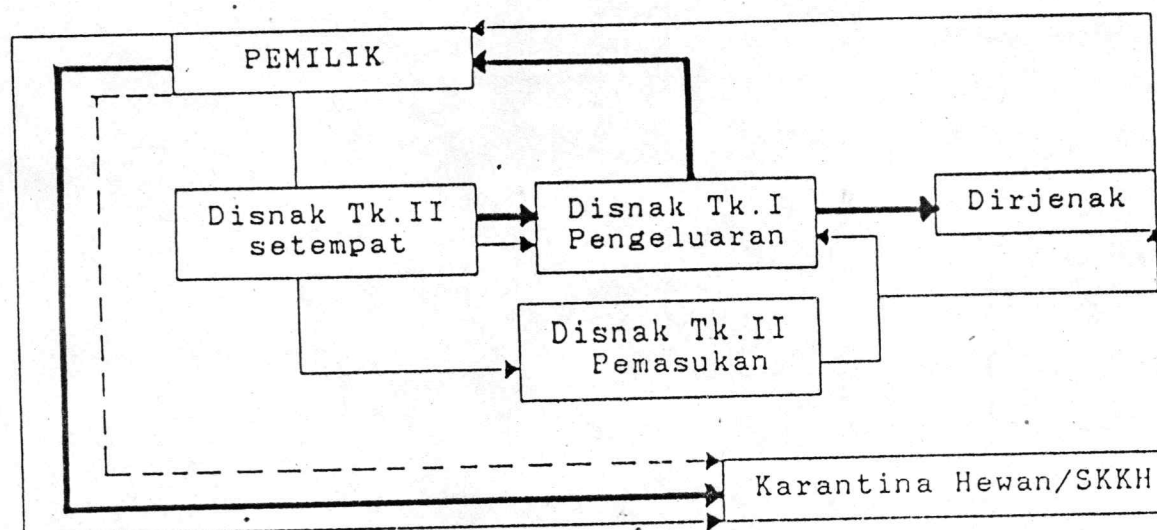 PEMILIK
Disnak Tk.II
setempat
Disnak Tk.I
Pengeluaran
Dirjenak
Disnak Tk.II
Pemasukan
Karantina Hewan/SKKH